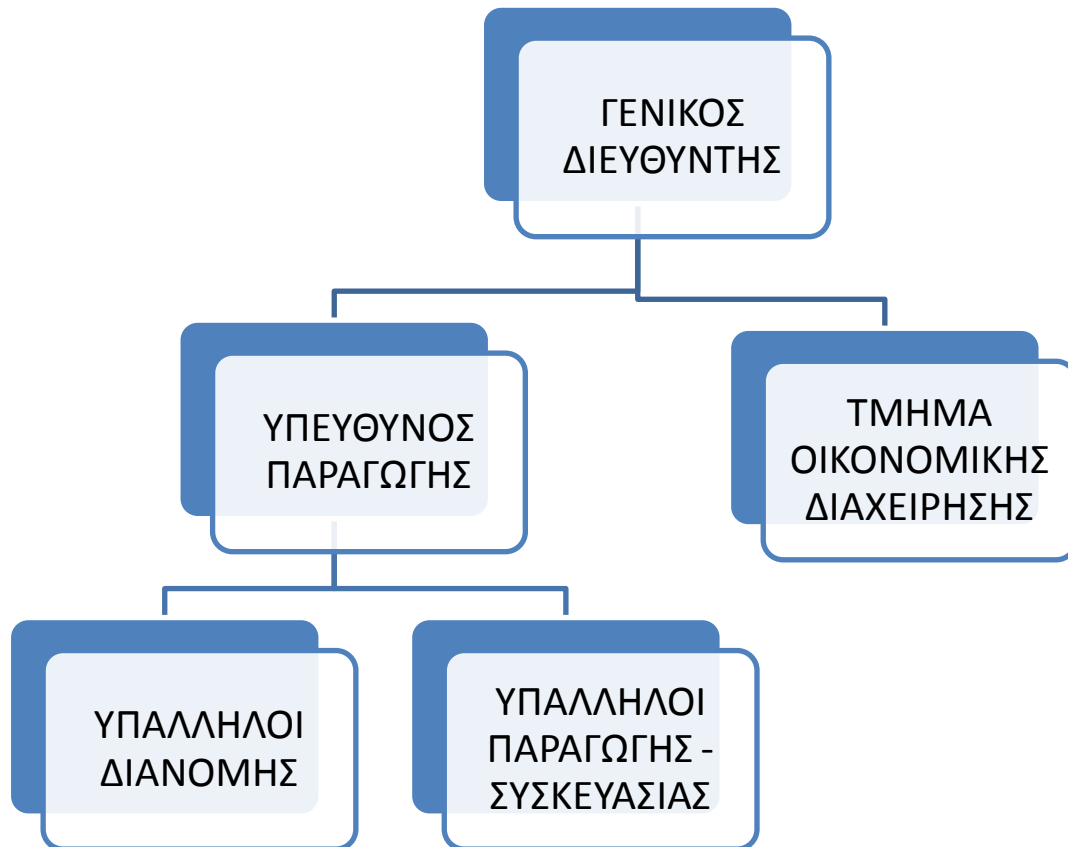 ΓΕΝΙΚΟΣ
ΔΙΕΥΘΥΝΤΗΣ
ΥΠΕΥΘΥΝΟΣ
ΠΑΡΑΓΩΓΗΣ
ΤΜΗΜΑ
ΟΙΚΟΝΟΜΙΚΗΣ
ΔΙΑΧΕΙΡΗΣΗΣ
ΥΠΑΛΛΗΛΟΙ
ΔΙΑΝΟΜΗΣ
ΥΠΑΛΛΗΛΟΙ
ΠΑΡΑΓΩΓΗΣ -
ΣΥΣΚΕΥΑΣΙΑΣ